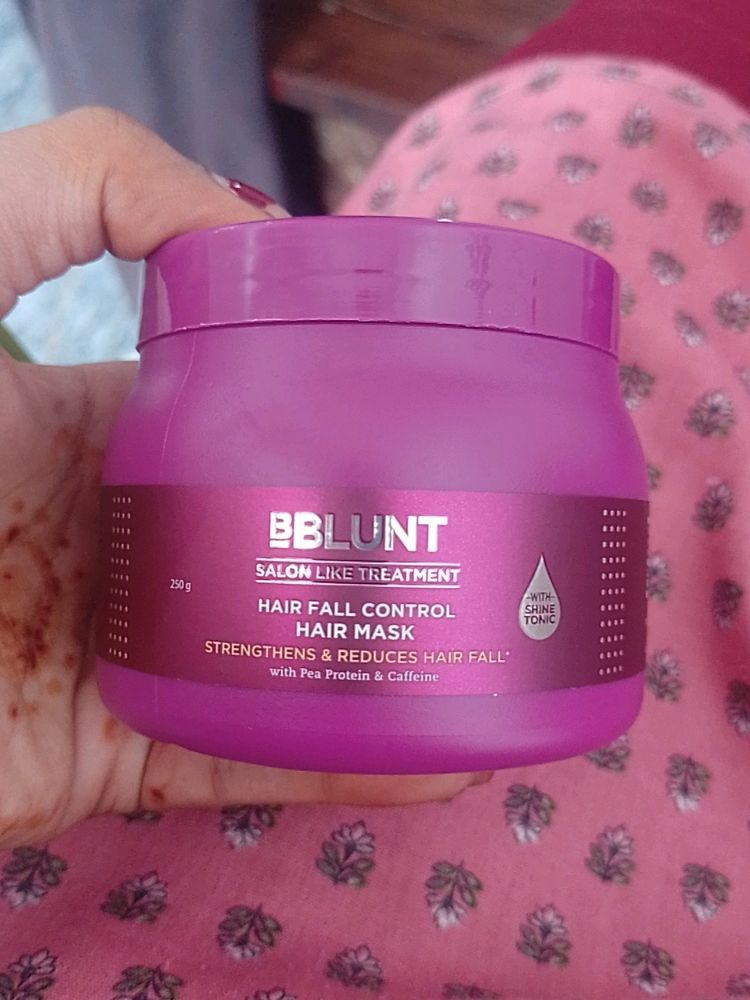 BBLUNT
SALON LIKE TREATMENT
250 g
HAIR FALL CONTROL
HAIR MASK
STRENGTHENS & REDUCES HAIR FALL*
with Pea Protein & Caffeine
WITH
SHINE
TONIC